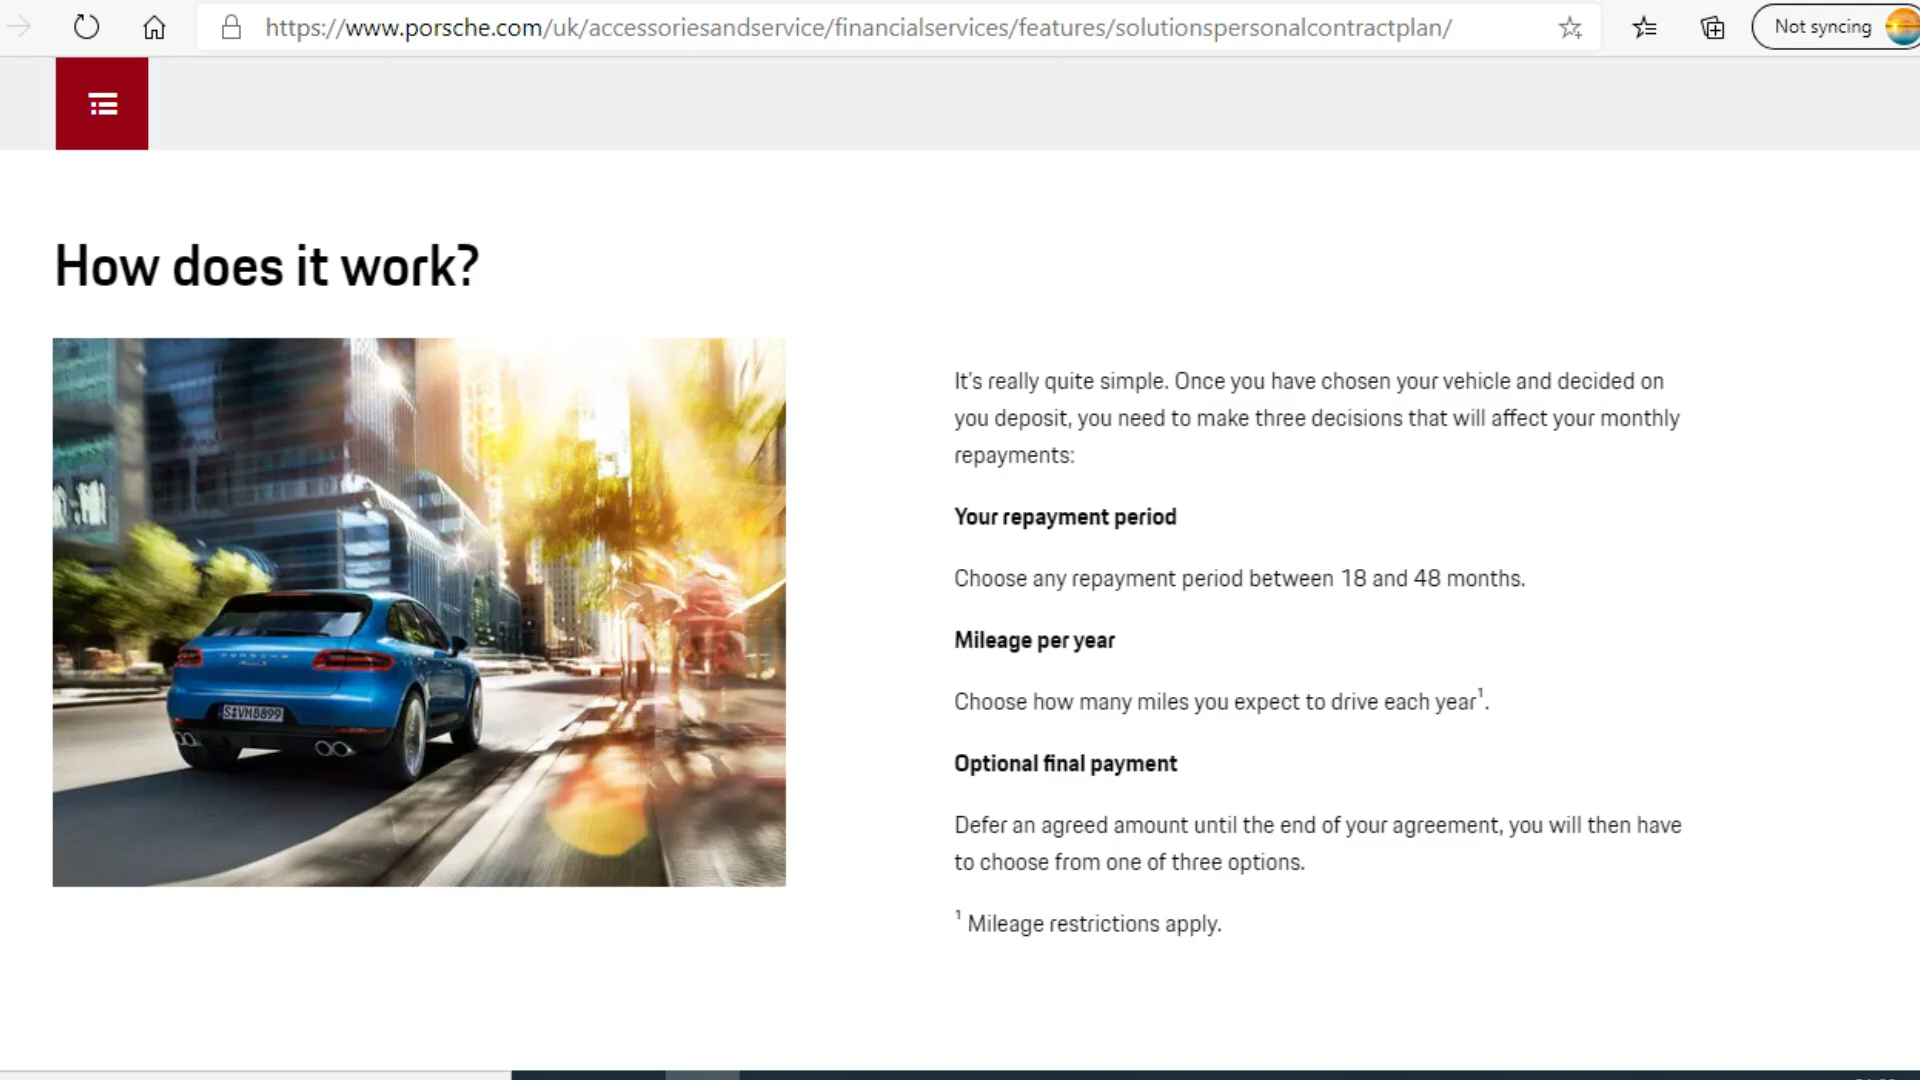 https://www.porsche.com/uk/accessoriesandservice/financialservices/features/solutionspersonalcontractplan/
Not syncing
How does it work?
It's really quite simple. Once you have chosen your vehicle and decided on
you deposit, you need to make three decisions that will affect your monthly
repayments:
Your repayment period
Choose any repayment period between 18 and 48 months.
Mileage per year
Choose how many miles you expect to drive each year¹.
Optional final payment
Defer an agreed amount until the end of your agreement, you will then have
to choose from one of three options.
¹ Mileage restrictions apply.
PORSCHE
S:VM8899